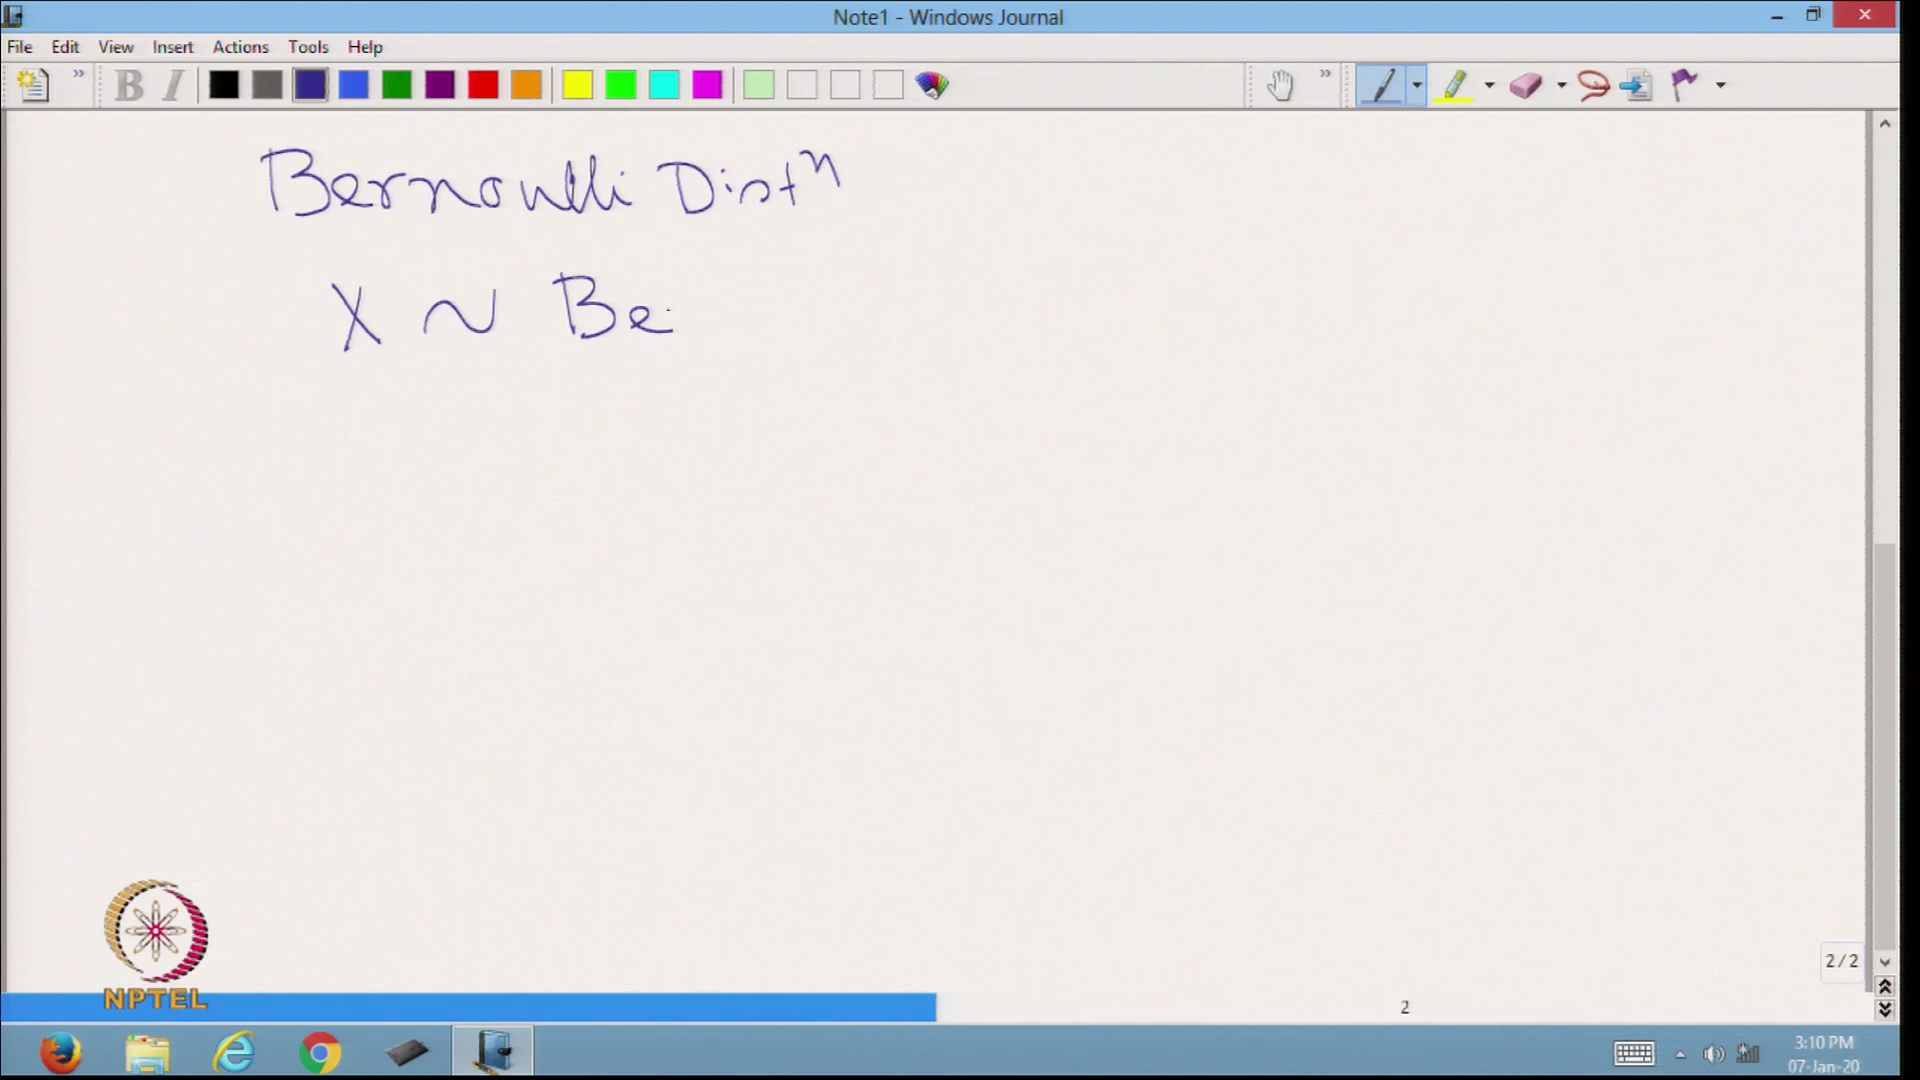 Note1 - Windows Journal
File Edit View Insert Actions Tools Help
B I
Bernoulli Distⁿ
X ~ Be
NPTEL
2 / 2
2
3:10 PM
07-Jan-20